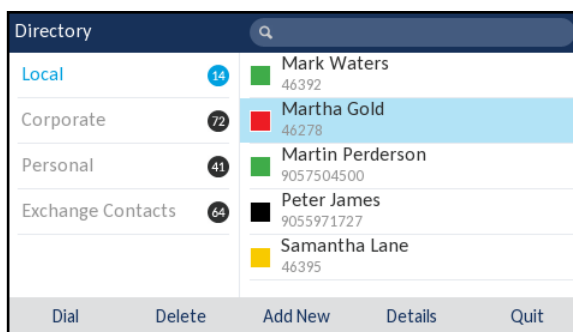 Directory
Local 14
Corporate 72
Personal 41
Exchange Contacts 64
Mark Waters
46392
Martha Gold
46278
Martin Perderson
9057504500
Peter James
9055971727
Samantha Lane
46395
Dial Delete Add New Details Quit